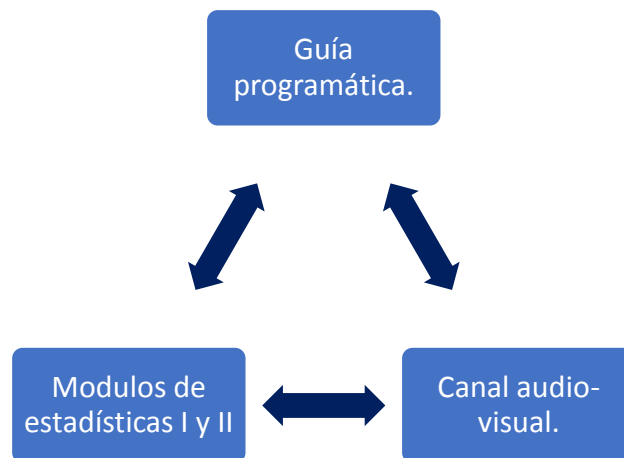 Guía
programática.
Modulos de
estadísticas I y II
Canal audio-
visual.